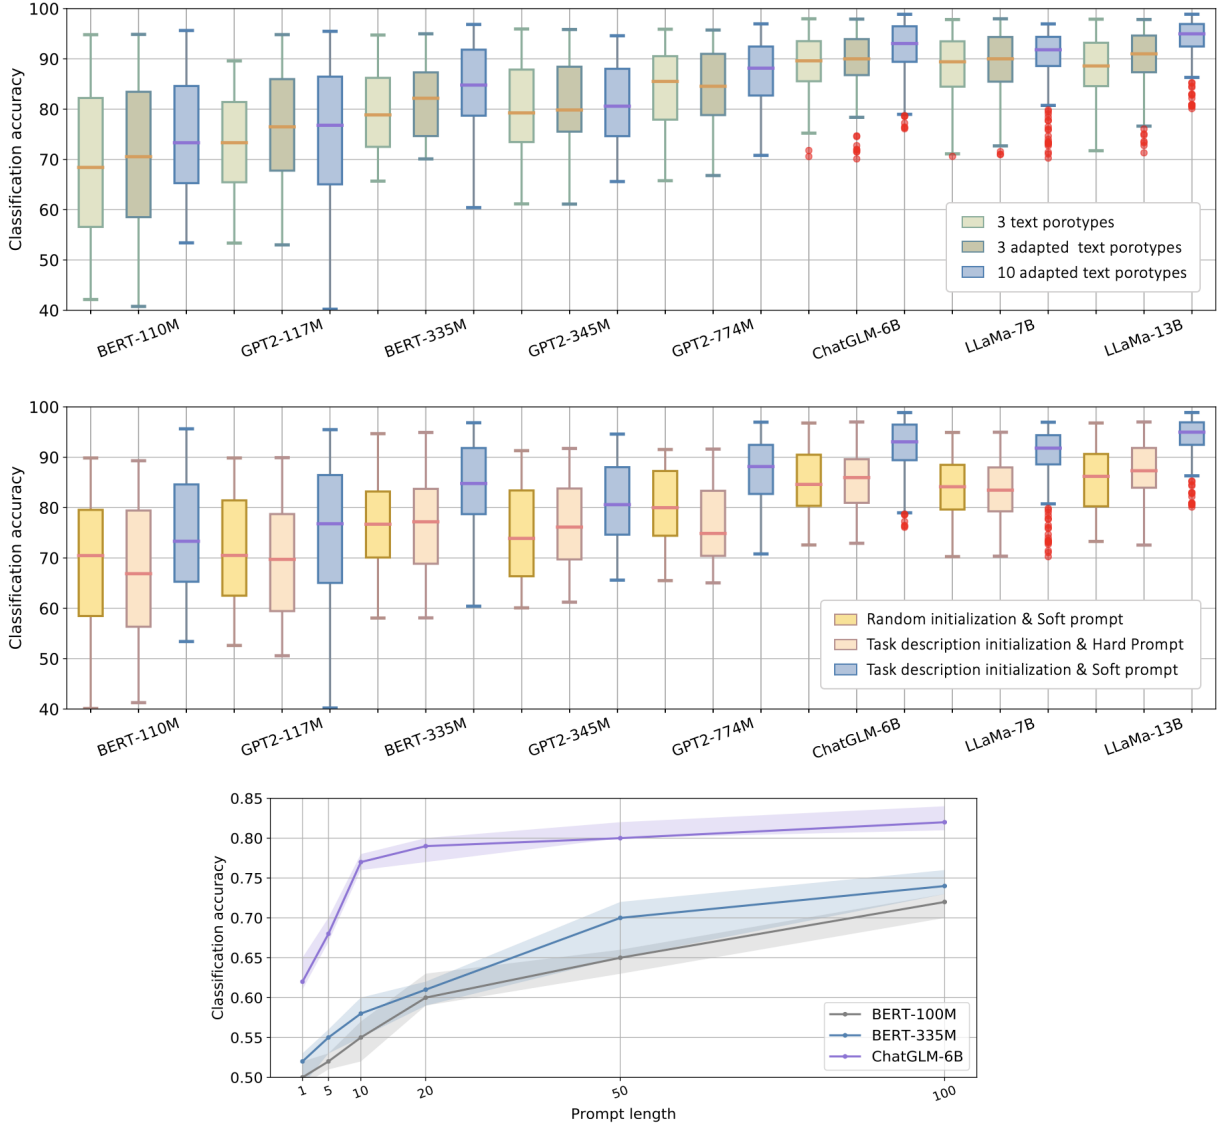 100
90
80
70
60
50
40
Classification accuracy
3 text porotypes
3 adapted text porotypes
10 adapted text porotypes
BERT-110M
GPT2-117M
BERT-335M
GPT2-345M
GPT2-774M
ChatGLM-6B
LLaMa-7B
LLaMa-13B
100
90
80
70
60
50
40
Classification accuracy
Random initialization & Soft prompt
Task description initialization & Hard Prompt
Task description initialization & Soft prompt
BERT-110M
GPT2-117M
BERT-335M
GPT2-345M
GPT2-774M
ChatGLM-6B
LLaMa-7B
LLaMa-13B
0.85
0.80
0.75
0.70
0.65
0.60
0.55
0.50
Classification accuracy
BERT-100M
BERT-335M
ChatGLM-6B
1 5 10 20 50 100
Prompt length